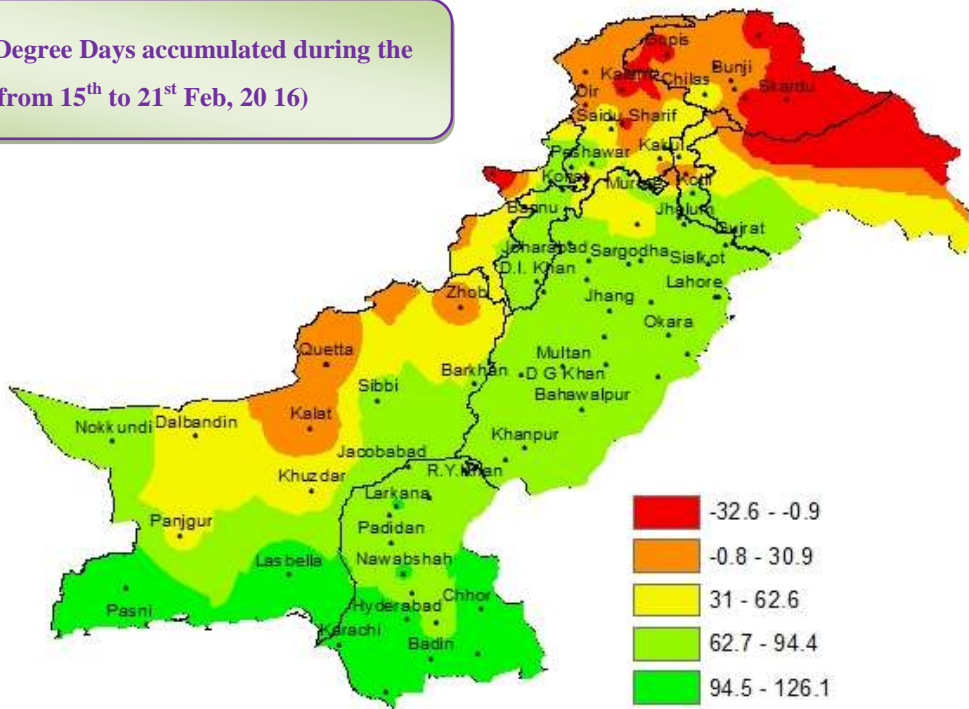 Degree Days accumulated during the
from 15th to 21st Feb, 20 16)
Gupis
Bunji
Chilas
Skardu
Dir
Saidu Sharif
Kakul
Peshawar
Kotli
Bannu
Jhelum
Gujrat
Joharabad
Sargodha
Sialkot
D.I. Khan
Lahore
Zhob
Jhang
Okara
Quetta
Multan
Barkhan
D G Khan
Sibbi
Bahawalpur
Kalat
Dalbandin
Nokkundi
Khanpur
Jacobabad
R.Y.Khan
Khuzdar
Larkana
Panjgur
Padidan
Lasbella
Nawabshah
Pasni
Hyderabad
Chhor
Karachi
Badin
-32.6 - -0.9
-0.8 - 30.9
31 - 62.6
62.7 - 94.4
94.5 - 126.1